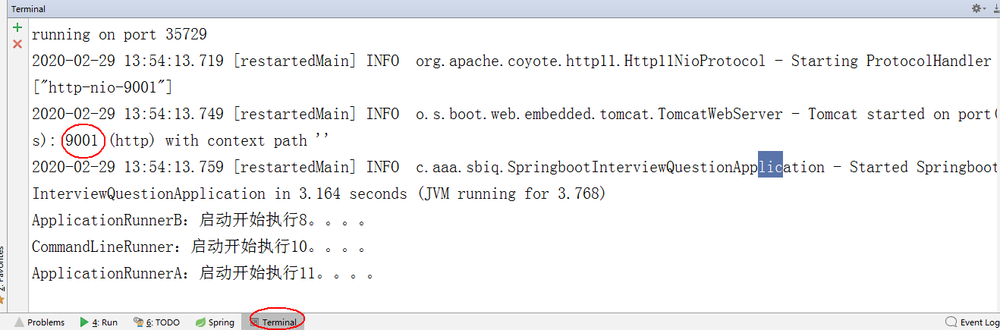 Terminal
running on port 35729
2020-02-29 13:54:13.719 [restartedMain] INFO  org.apache.coyote.http11.Http11NioProtocol - Starting ProtocolHandler
["http-nio-9001"]
2020-02-29 13:54:13.749 [restartedMain] INFO  o.s.boot.web.embedded.tomcat.TomcatWebServer - Tomcat started on port(
s): 9001 (http) with context path ''
2020-02-29 13:54:13.759 [restartedMain] INFO  c.aaa.sbiq.SpringbootInterviewQuestionApplication - Started Springboot
InterviewQuestionApplication in 3.164 seconds (JVM running for 3.768)
ApplicationRunnerB：启动开始执行8。。。。
CommandLineRunner：启动开始执行10。。。。
ApplicationRunnerA：启动开始执行11。。。。
2: Favorites
Problems 4: Run 6: TODO Spring Terminal Event Log